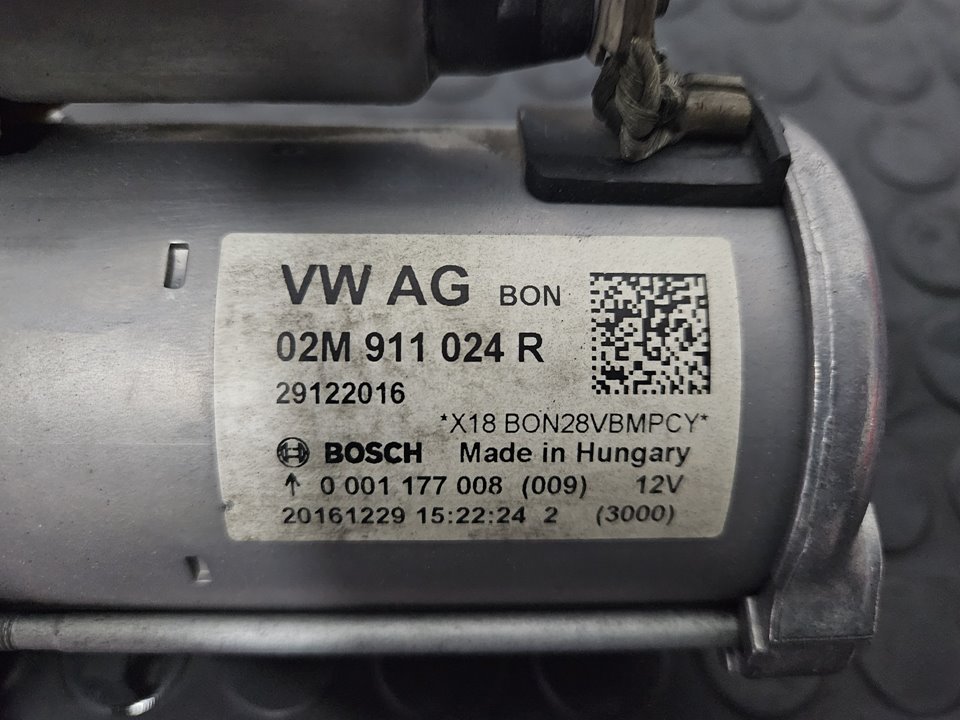 VW AG BON
02M 911 024 R
29122016
*X18 BON28VBMPCY*
BOSCH Made in Hungary
↑ 0 001 177 008 (009) 12V
20161229 15:22:24 2 (3000)